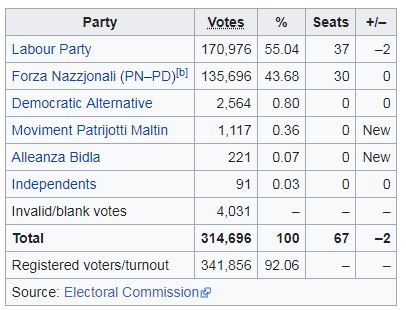 Party Votes % Seats +/–
Labour Party 170,976 55.04 37 –2
Forza Nazzjonali (PN–PD)[b] 135,696 43.68 30 0
Democratic Alternative 2,564 0.80 0 0
Moviment Patrijotti Maltin 1,117 0.36 0 New
Alleanza Bidla 221 0.07 0 New
Independents 91 0.03 0 0
Invalid/blank votes 4,031 – – –
Total 314,696 100 67 –2
Registered voters/turnout 341,856 92.06 – –
Source: Electoral Commission